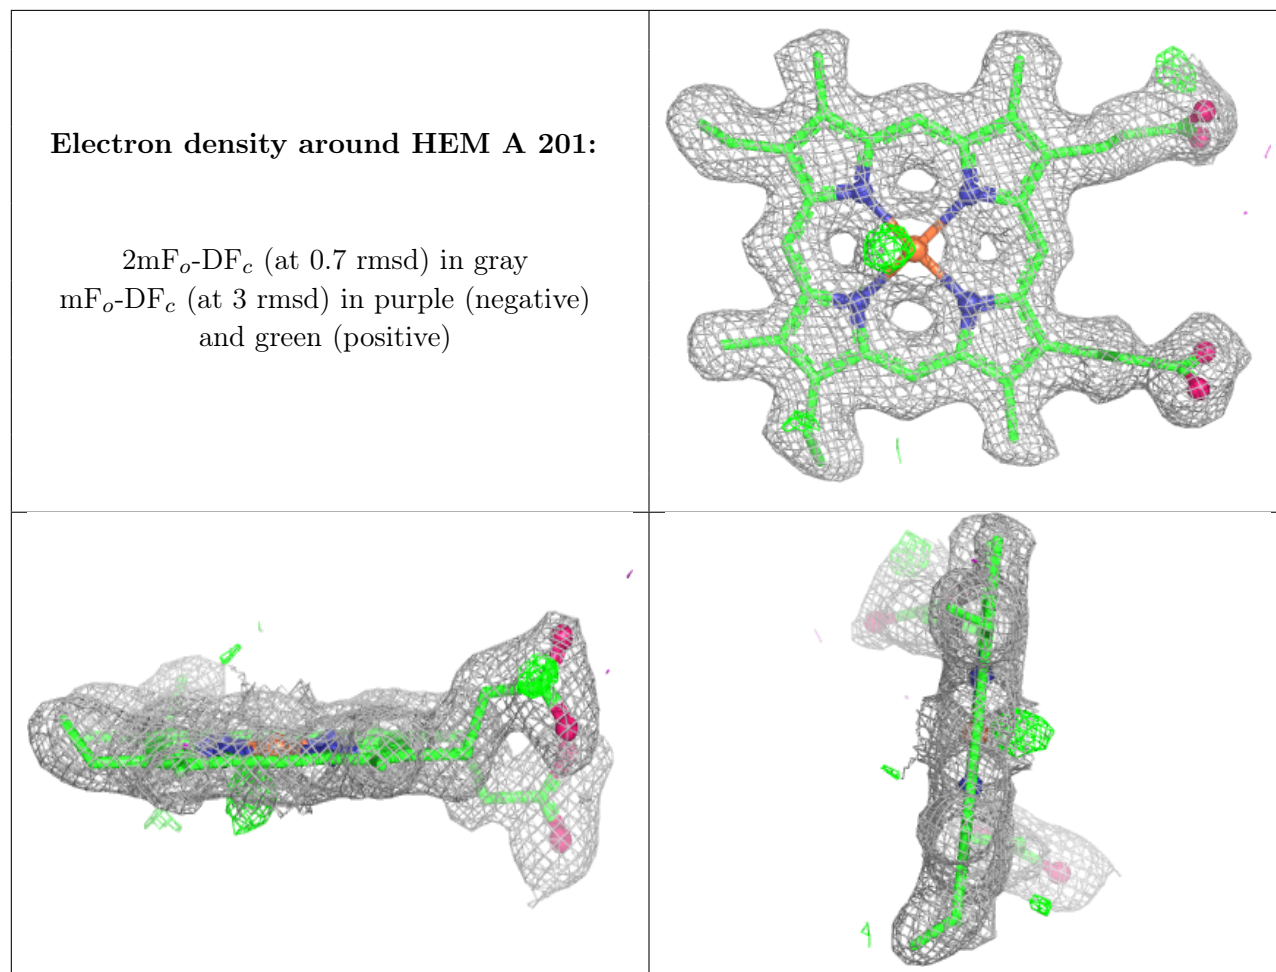 Electron density around HEM A 201:
2mFo-DFc (at 0.7 rmsd) in gray
mFo-DFc (at 3 rmsd) in purple (negative)
and green (positive)